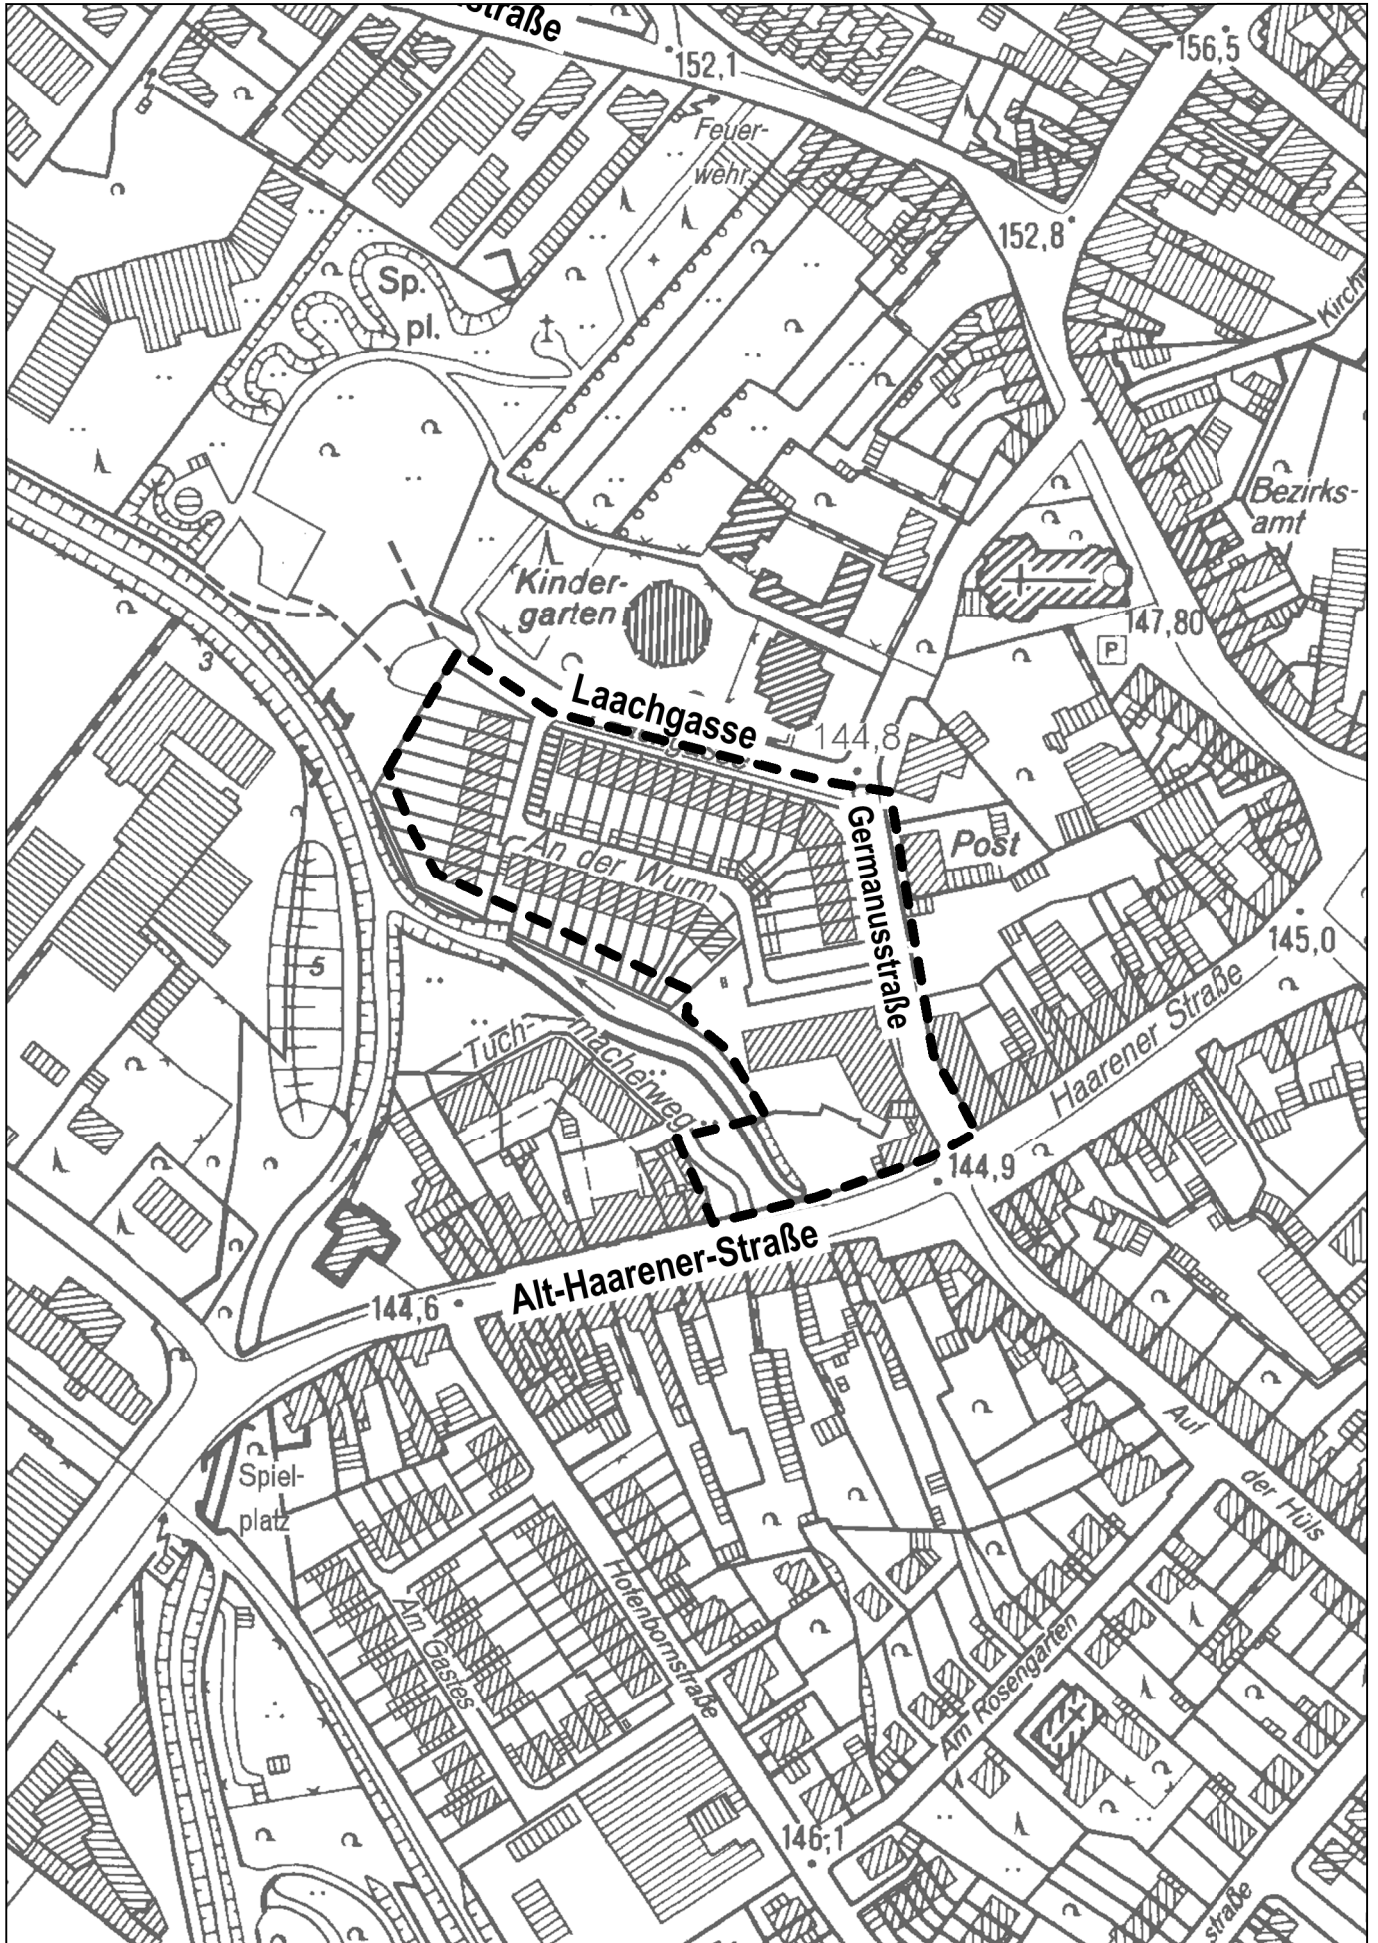 straße
152,1
156,5
Feuer-
wehr
152,8
Sp.
pl.
Bezirks-
amt
Kinder-
garten
147,80
P
3
Laachgasse
144,8
Germanusstraße
Post
An der Wurm
145,0
5
Haarener Straße
Tuch-
macherweg
144,9
Alt-Haarener-Straße
144,6
Auf
der Hüls
Spiel-
platz
Hofenbornstraße
Am Gastes
Am Rosengarten
146,1
straße